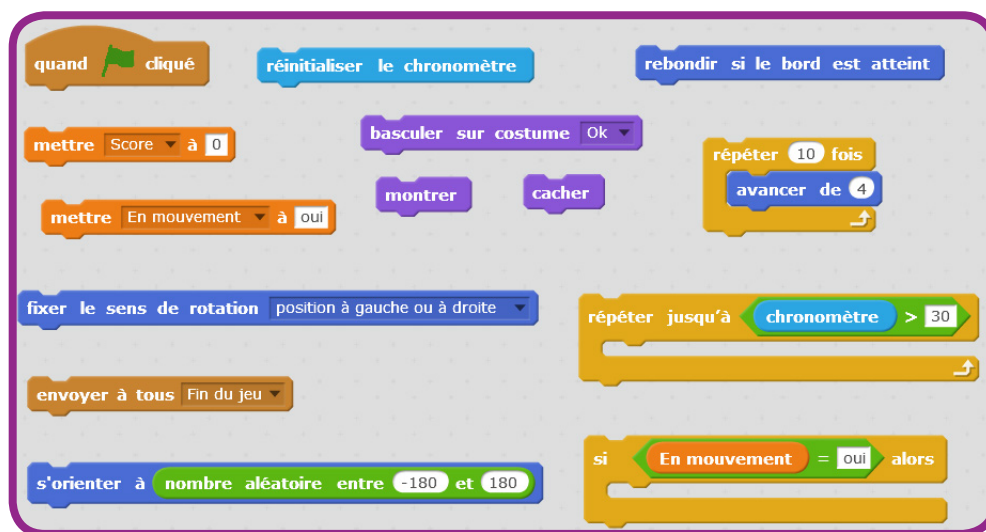 quand cliqué
réinitialiser le chronomètre
rebondir si le bord est atteint
mettre Score à 0
basculer sur costume Ok
répéter 10 fois
avancer de 4
montrer
cacher
mettre En mouvement à oui
fixer le sens de rotation position à gauche ou à droite
répéter jusqu'à chronomètre > 30
envoyer à tous Fin du jeu
s'orienter à nombre aléatoire entre -180 et 180
si En mouvement = oui alors